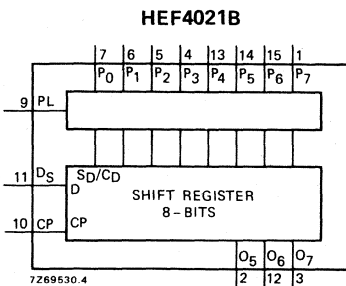 HEF4021B
7 6 5 4 13 14 15 1
P0 P1 P2 P3 P4 P5 P6 P7
9 PL
11 DS SD/CD
D
SHIFT REGISTER
8-BITS
10 CP CP
O5 O6 O7
7Z69530.4 2 12 3